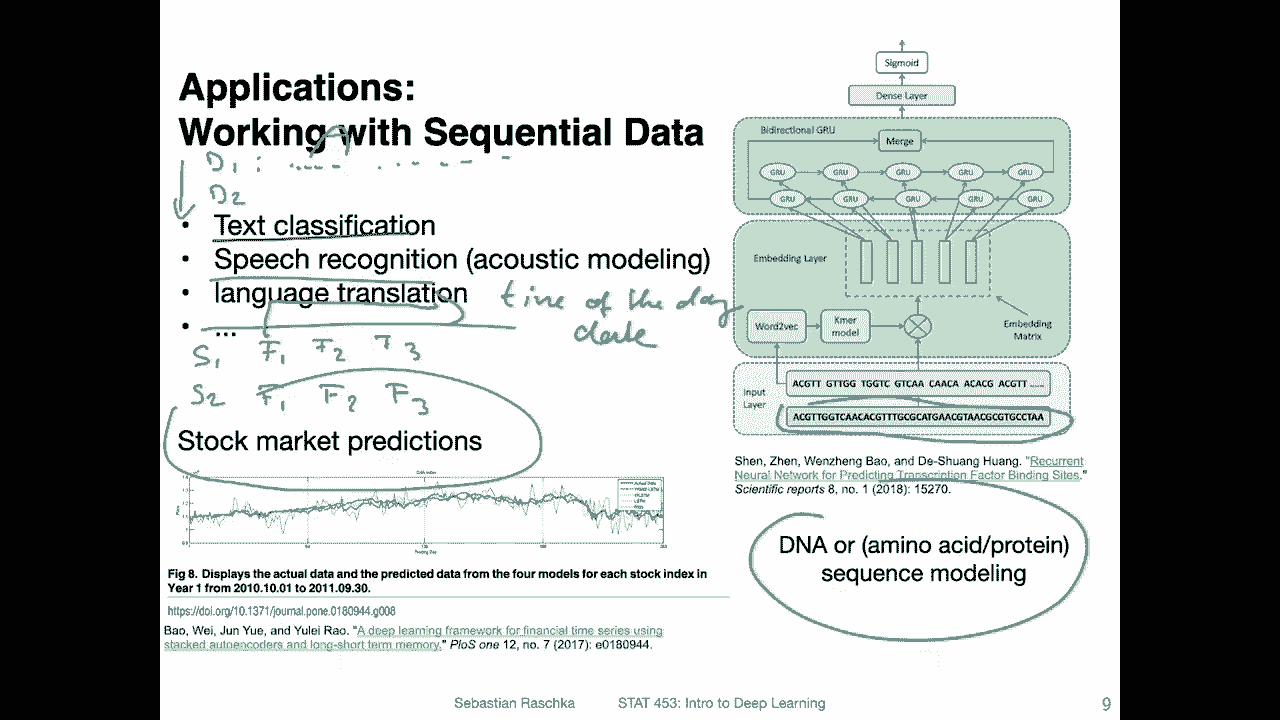 Applications:
Working with Sequential Data
D1 :
D2
• Text classification
• Speech recognition (acoustic modeling)
• language translation
• ...
time of the day
date
S1 F1 F2 F3
S2 F1 F2 F3
Stock market predictions
Fig 8. Displays the actual data and the predicted data from the four models for each stock index in
Year 1 from 2010.10.01 to 2011.09.30.
https://doi.org/10.1371/journal.pone.0180944.g008
Bao, Wei, Jun Yue, and Yulei Rao. "A deep learning framework for financial time series using
stacked autoencoders and long-short term memory." PloS one 12, no. 7 (2017): e0180944.
Sigmoid
Dense Layer
Bidirectional GRU
Merge
GRU GRU GRU GRU GRU
GRU GRU GRU GRU GRU
Embedding Layer
Word2vec
Kmer
model
Embedding
Matrix
Input
Layer
ACGTT GTTGG TGGTC GTCAA CAACA ACACG ACGTT ......
ACGTTGGTCAACACGTTTGCGCATGAACGTAACGCGTGCCTAA
Shen, Zhen, Wenzheng Bao, and De-Shuang Huang. "Recurrent
Neural Network for Predicting Transcription Factor Binding Sites."
Scientific reports 8, no. 1 (2018): 15270.
DNA or (amino acid/protein)
sequence modeling
Sebastian Raschka STAT 453: Intro to Deep Learning 9